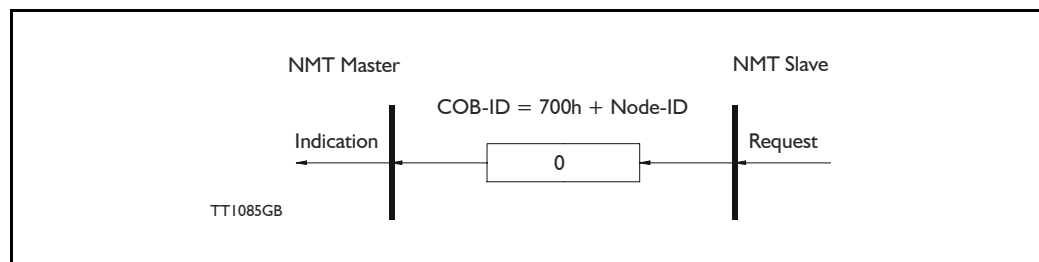 NMT Master
NMT Slave
COB-ID = 700h + Node-ID
Indication
0
Request
TT1085GB